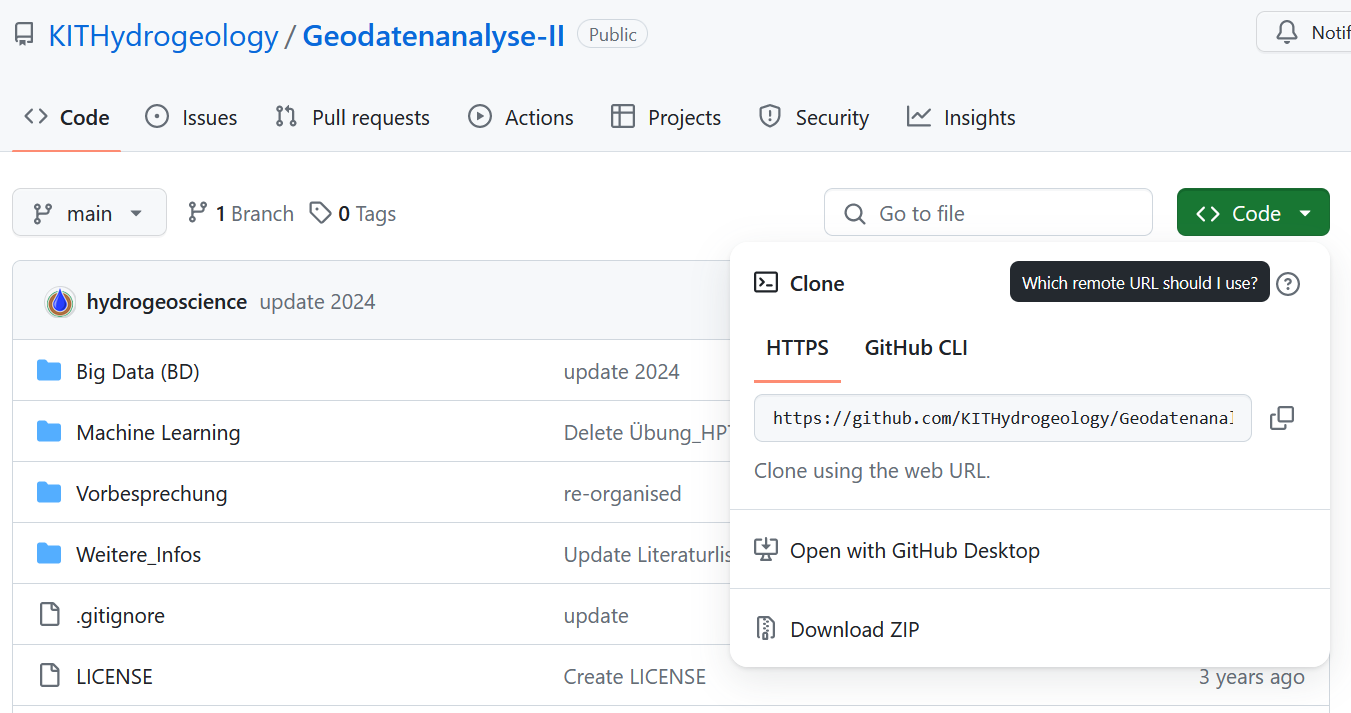 KITHydrogeology / Geodatenanalyse-II Public Notif
Code Issues Pull requests Actions Projects Security Insights
main 1 Branch 0 Tags Go to file Code
hydrogeoscience update 2024
Clone Which remote URL should I use?
HTTPS GitHub CLI
https://github.com/KITHydrogeology/Geodatenanal
Clone using the web URL.
Open with GitHub Desktop
Download ZIP
Big Data (BD) update 2024
Machine Learning Delete Übung_HPT
Vorbesprechung re-organised
Weitere_Infos Update Literaturlis
.gitignore update
LICENSE Create LICENSE 3 years ago